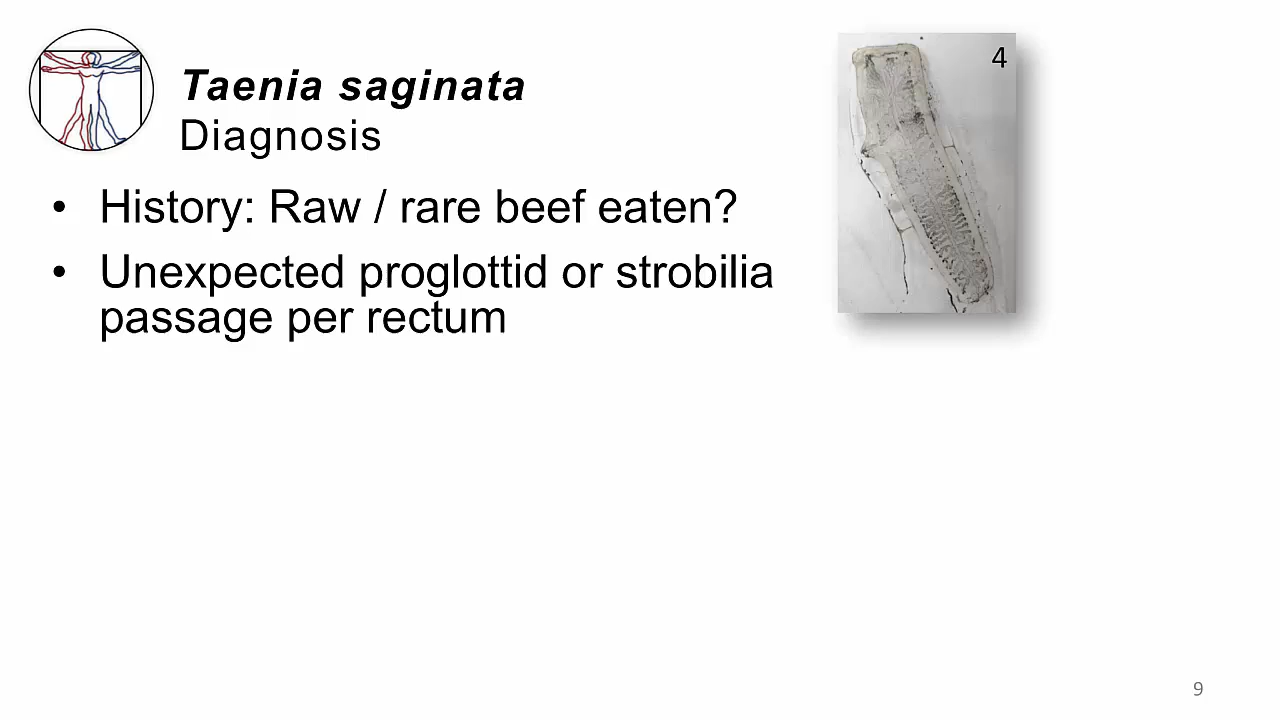 Taenia saginata
Diagnosis
• History: Raw / rare beef eaten?
• Unexpected proglottid or strobilia
passage per rectum
4
9